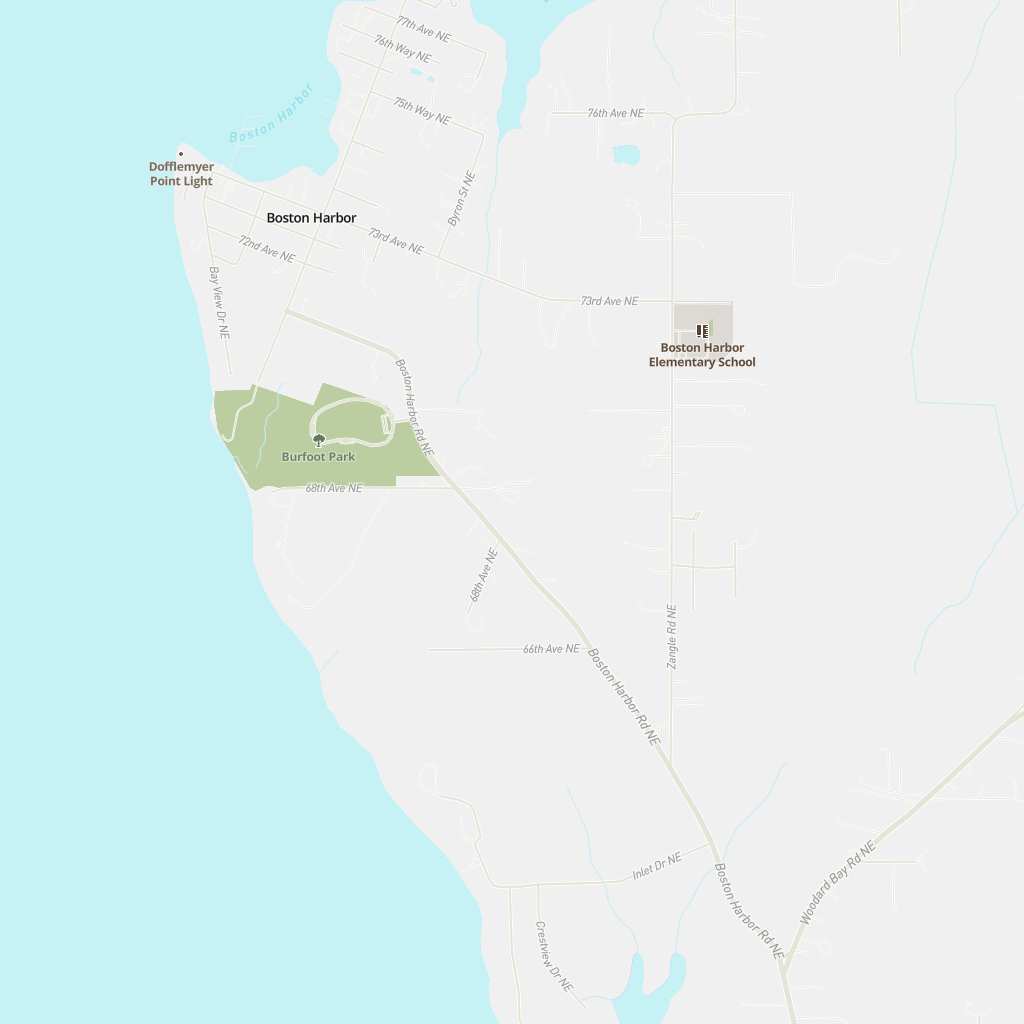 77th Ave NE
76th Way NE
75th Way NE
76th Ave NE
Boston Harbor
Dofflemyer
Point Light
Byron St NE
Boston Harbor
73rd Ave NE
72nd Ave NE
Bay View Dr NE
73rd Ave NE
Boston Harbor
Elementary School
Boston Harbor Rd NE
Burfoot Park
68th Ave NE
68th Ave NE
Zangle Rd NE
66th Ave NE
Boston Harbor Rd NE
Inlet Dr NE
Woodard Bay Rd NE
Boston Harbor Rd NE
Crestview Dr NE